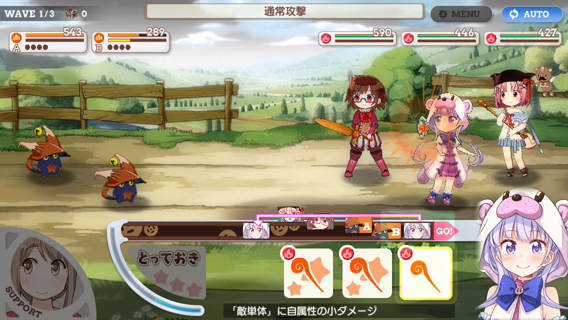 WAVE 1/3
0
通常攻撃
MENU
AUTO
543
289
590
446
427
A
B
A
B
GO!
とっておき
SUPPORT
「敵単体」に自属性の小ダメージ